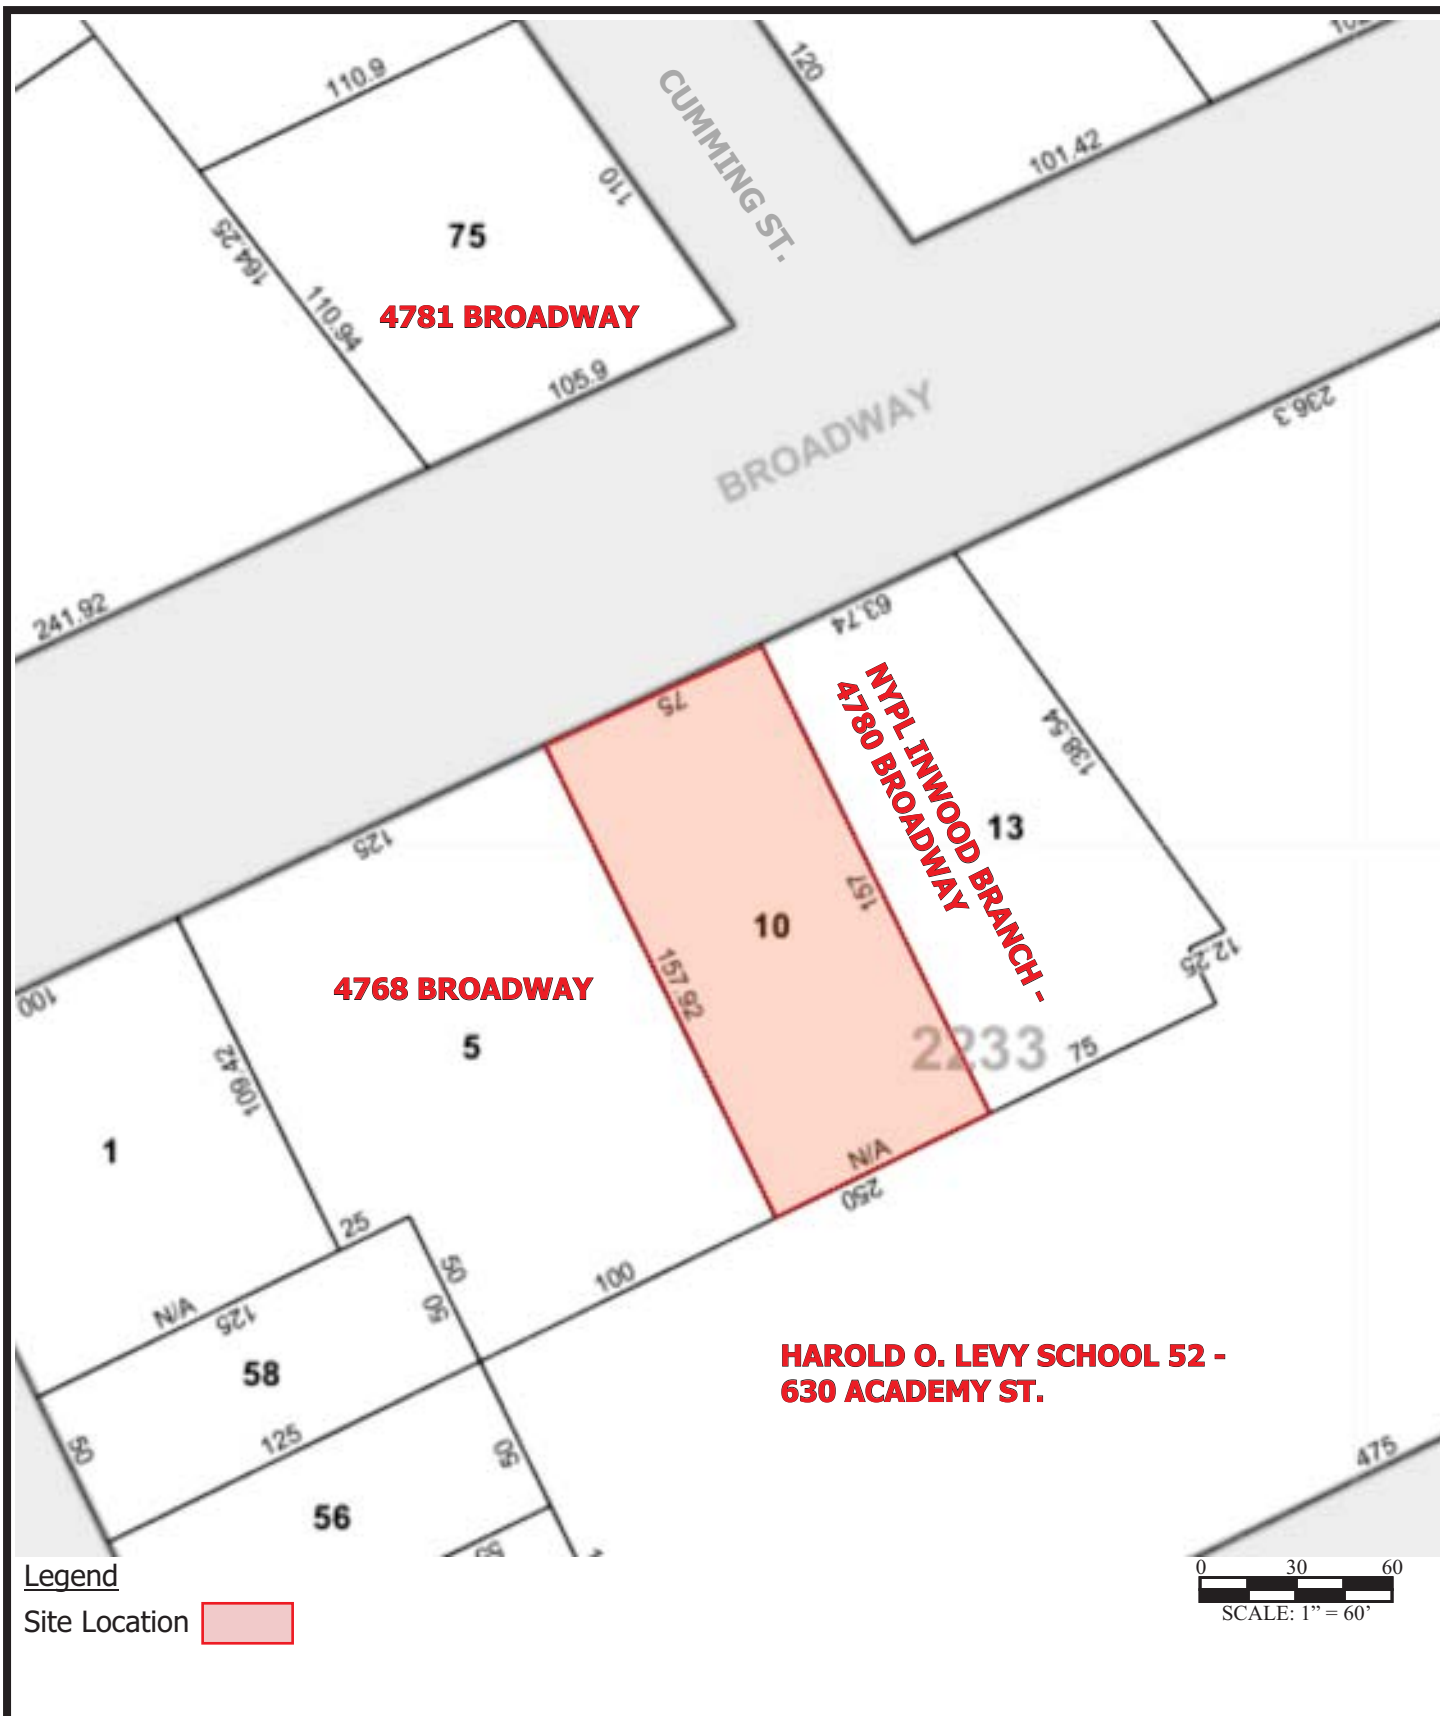 110.9
120
101.42
CUMMING ST.
110
75
164.25
110.94
4781 BROADWAY
105.9
BROADWAY
236.3
241.92
63.74
75
NYPL INWOOD BRANCH -
4780 BROADWAY
138.54
13
125
157
10
12.25
157.92
4768 BROADWAY
100
5
2233
75
109.42
1
N/A
250
25
50
50
100
N/A
125
58
HAROLD O. LEVY SCHOOL 52 -
630 ACADEMY ST.
50
125
50
475
56
Legend
Site Location
0 30 60
SCALE: 1” = 60’